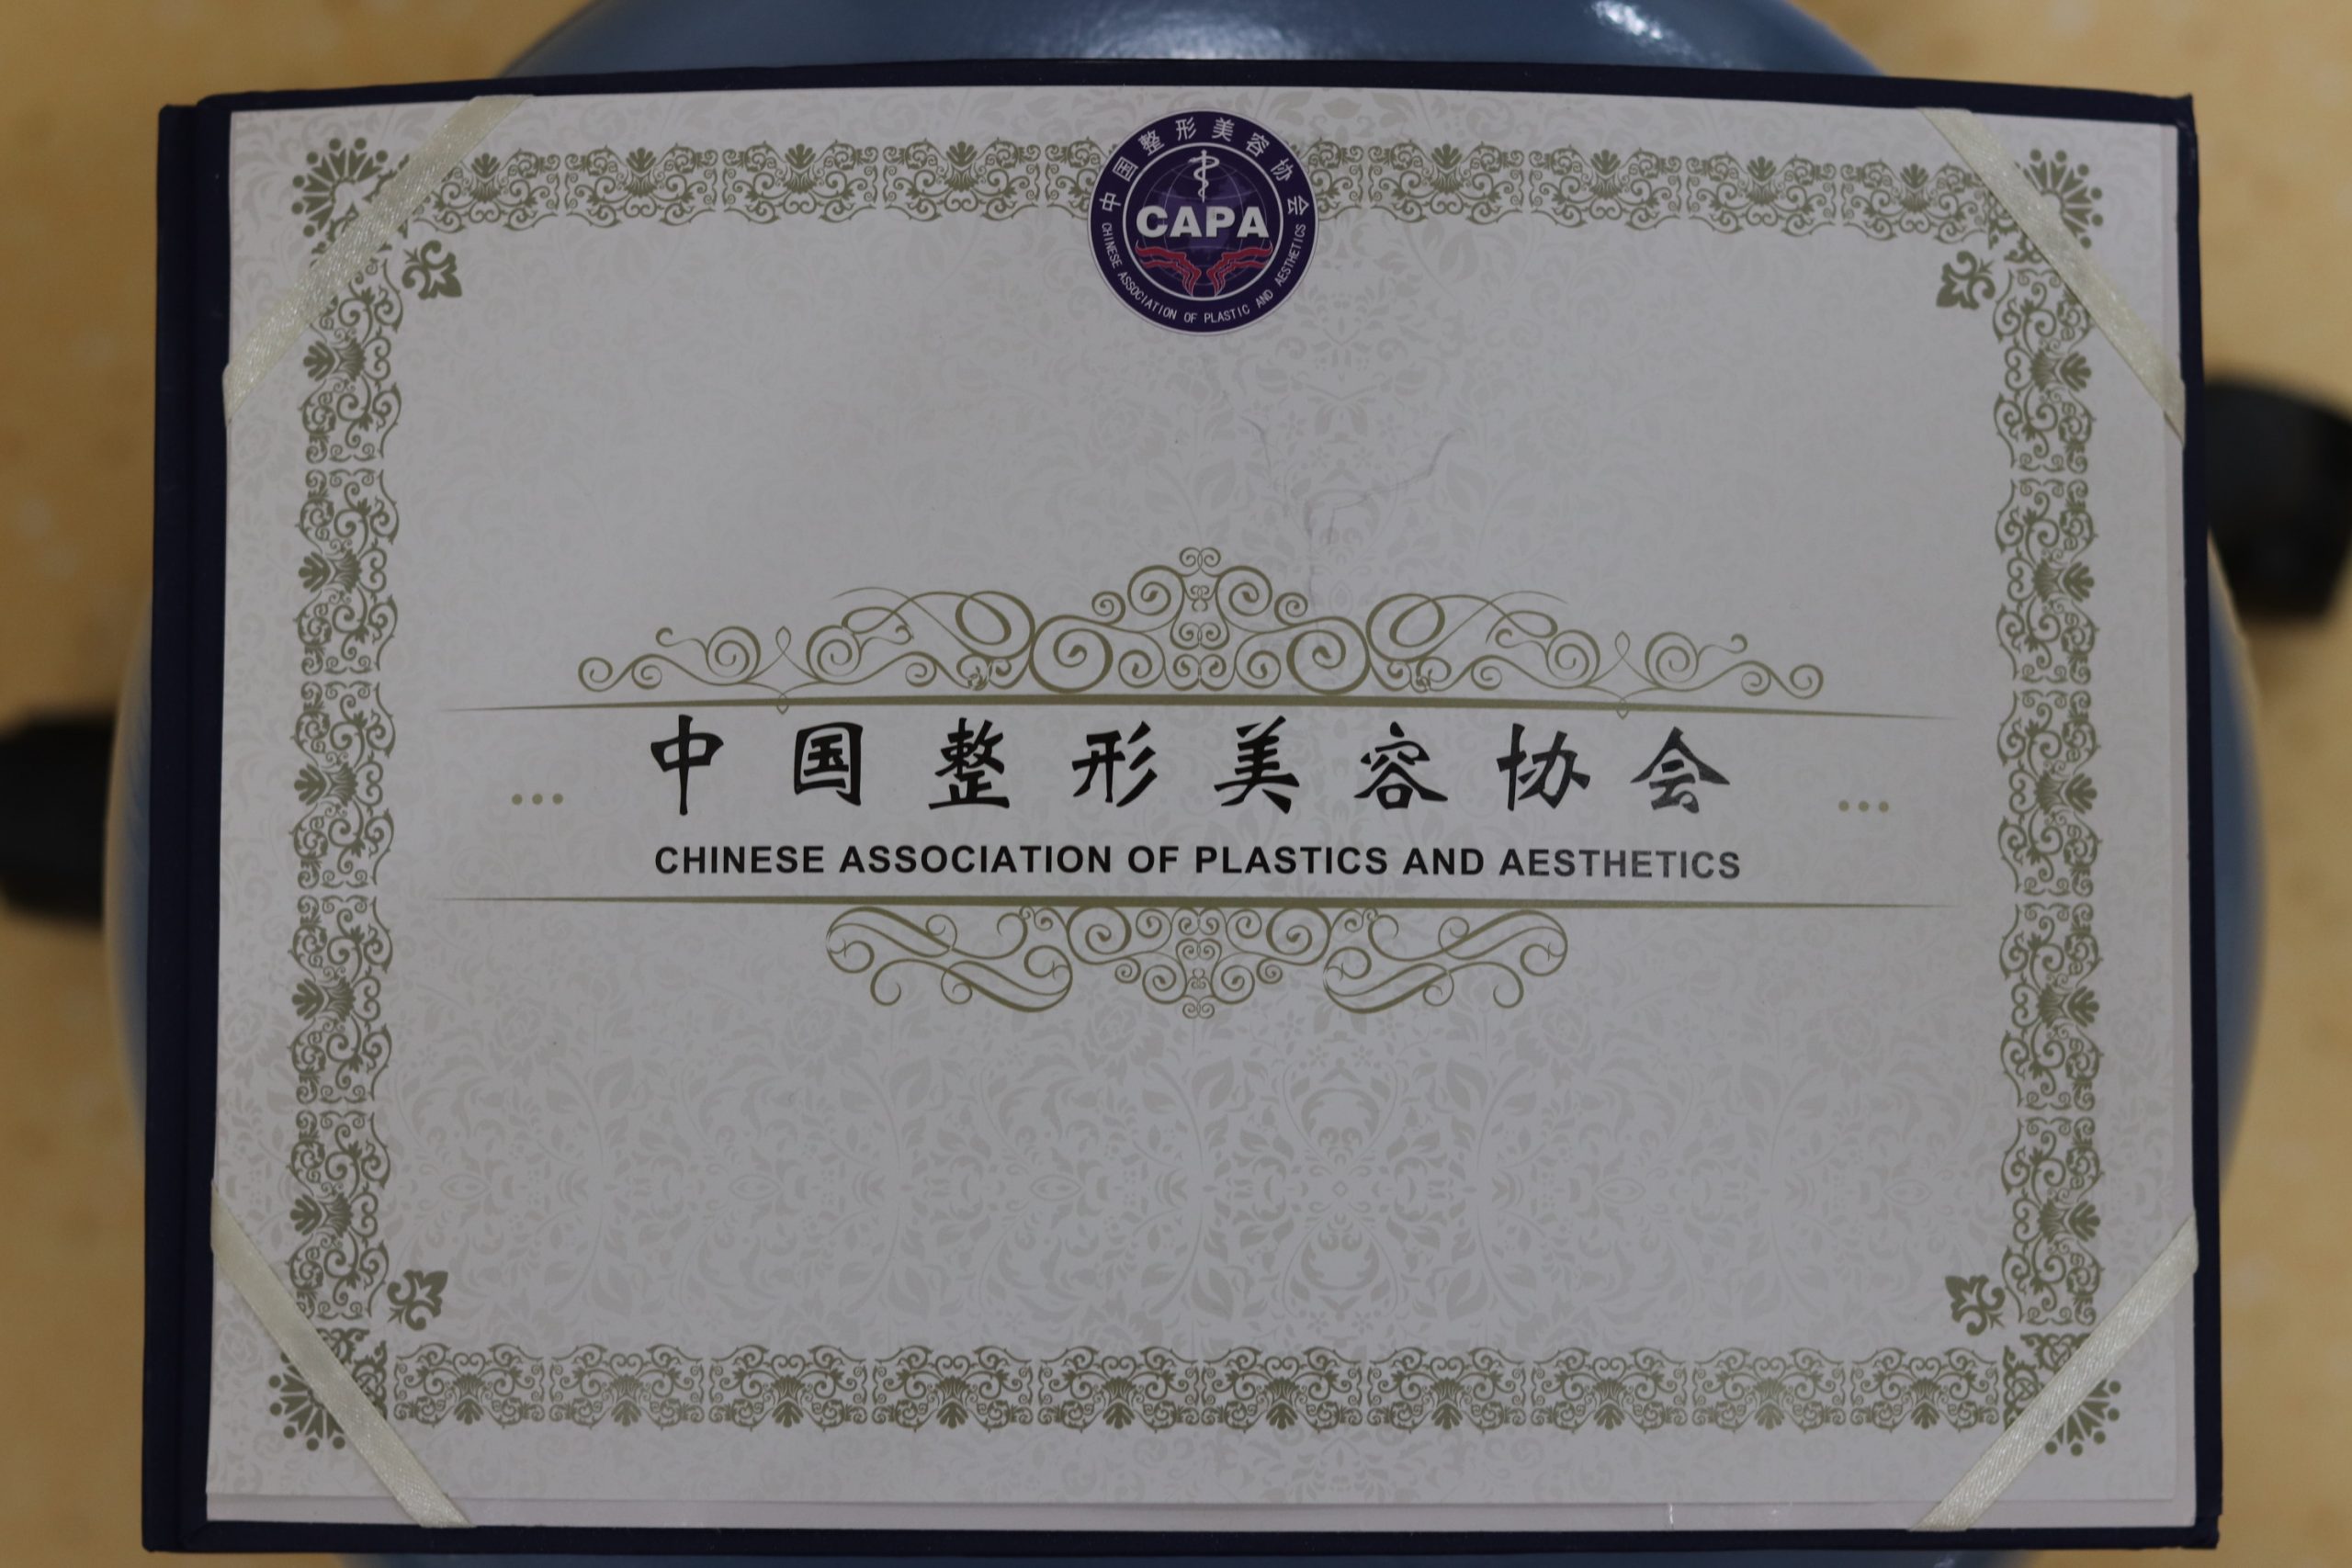 中国整形美容协会
CAPA
CHINESE ASSOCIATION OF PLASTIC AND AESTHETICS
中国整形美容协会
CHINESE ASSOCIATION OF PLASTICS AND AESTHETICS